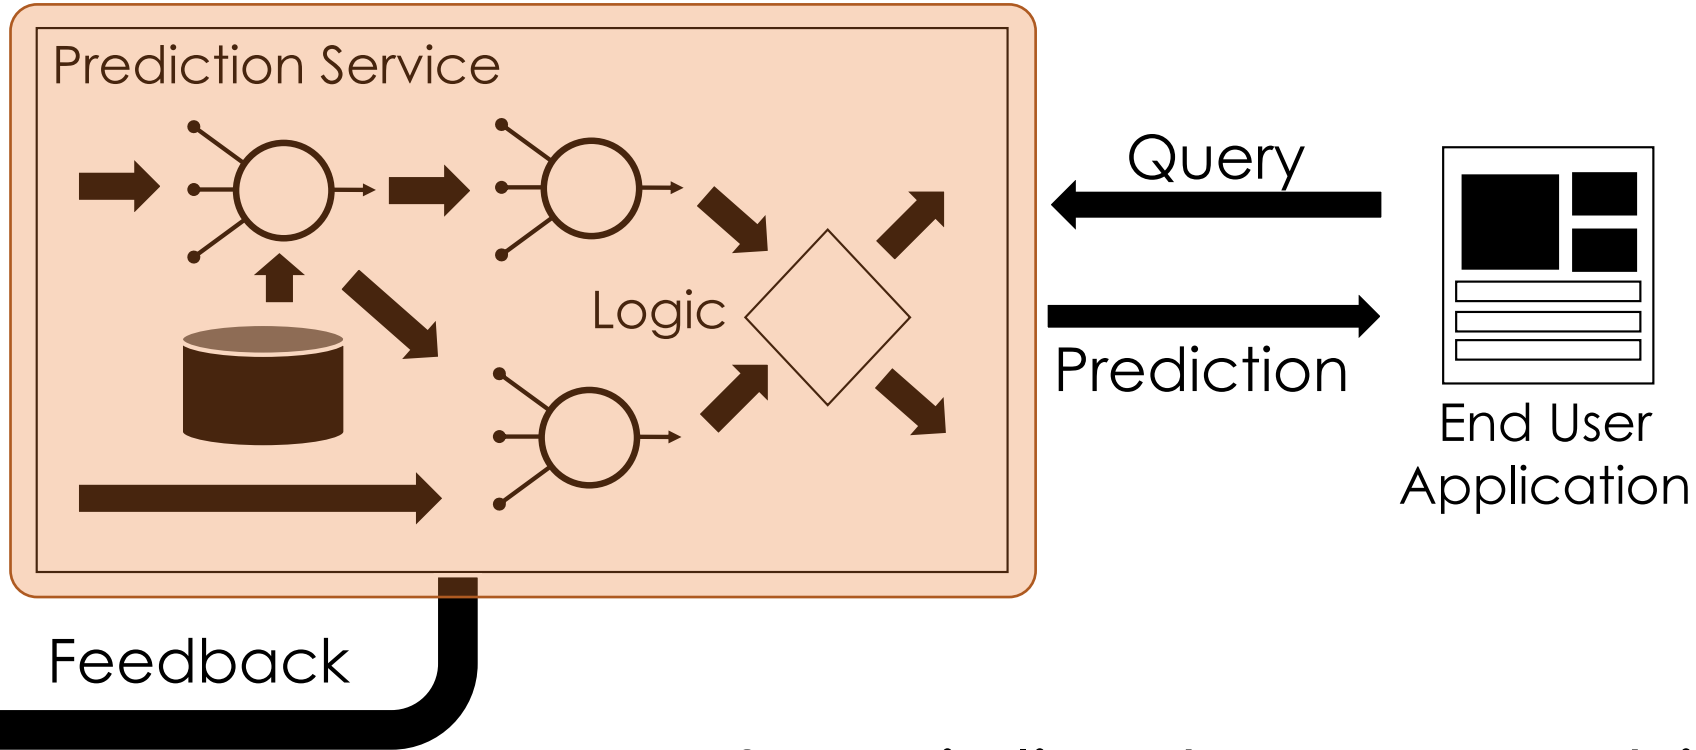 Prediction Service
Query
Logic
Prediction
End User
Application
Feedback